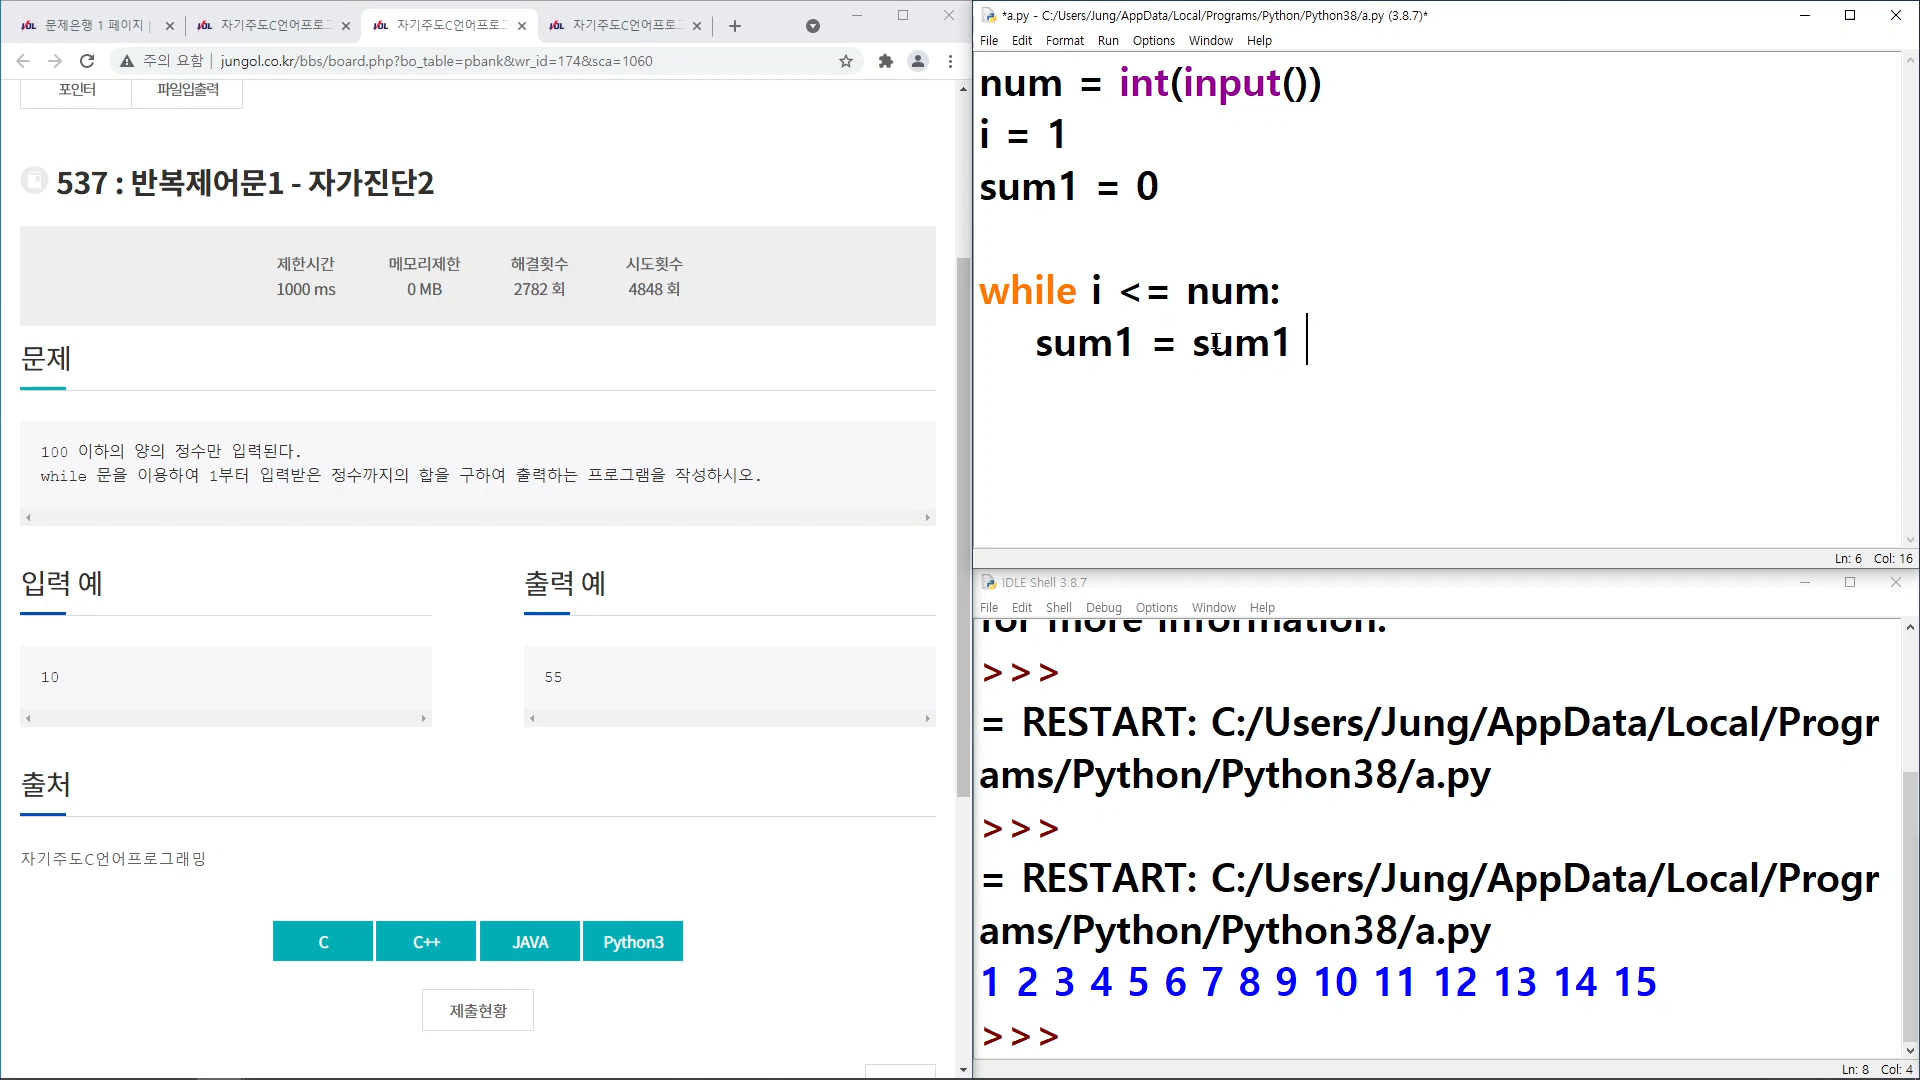 문제은행 1 페이지 |
자기주도C언어프로그
자기주도C언어프로그
자기주도C언어프로그
주의 요함 | jungol.co.kr/bbs/board.php?bo_table=pbank&wr_id=174&sca=1060
포인터
파일입출력
537 : 반복제어문1 - 자가진단2
제한시간 메모리제한 해결횟수 시도횟수
1000 ms 0 MB 2782 회 4848 회
문제
100 이하의 양의 정수만 입력된다.
while 문을 이용하여 1부터 입력받은 정수까지의 합을 구하여 출력하는 프로그램을 작성하시오.
입력 예
출력 예
10
55
출처
자기주도C언어프로그래밍
C C++ JAVA Python3
제출현황
*a.py - C:/Users/Jung/AppData/Local/Programs/Python/Python38/a.py (3.8.7)*
File Edit Format Run Options Window Help
num = int(input())
i = 1
sum1 = 0
while i <= num:
sum1 = sum1
Ln: 6 Col: 16
IDLE Shell 3.8.7
File Edit Shell Debug Options Window Help
for more information.
>>>
= RESTART: C:/Users/Jung/AppData/Local/Progr
ams/Python/Python38/a.py
>>>
= RESTART: C:/Users/Jung/AppData/Local/Progr
ams/Python/Python38/a.py
1 2 3 4 5 6 7 8 9 10 11 12 13 14 15
>>>
Ln: 8 Col: 4